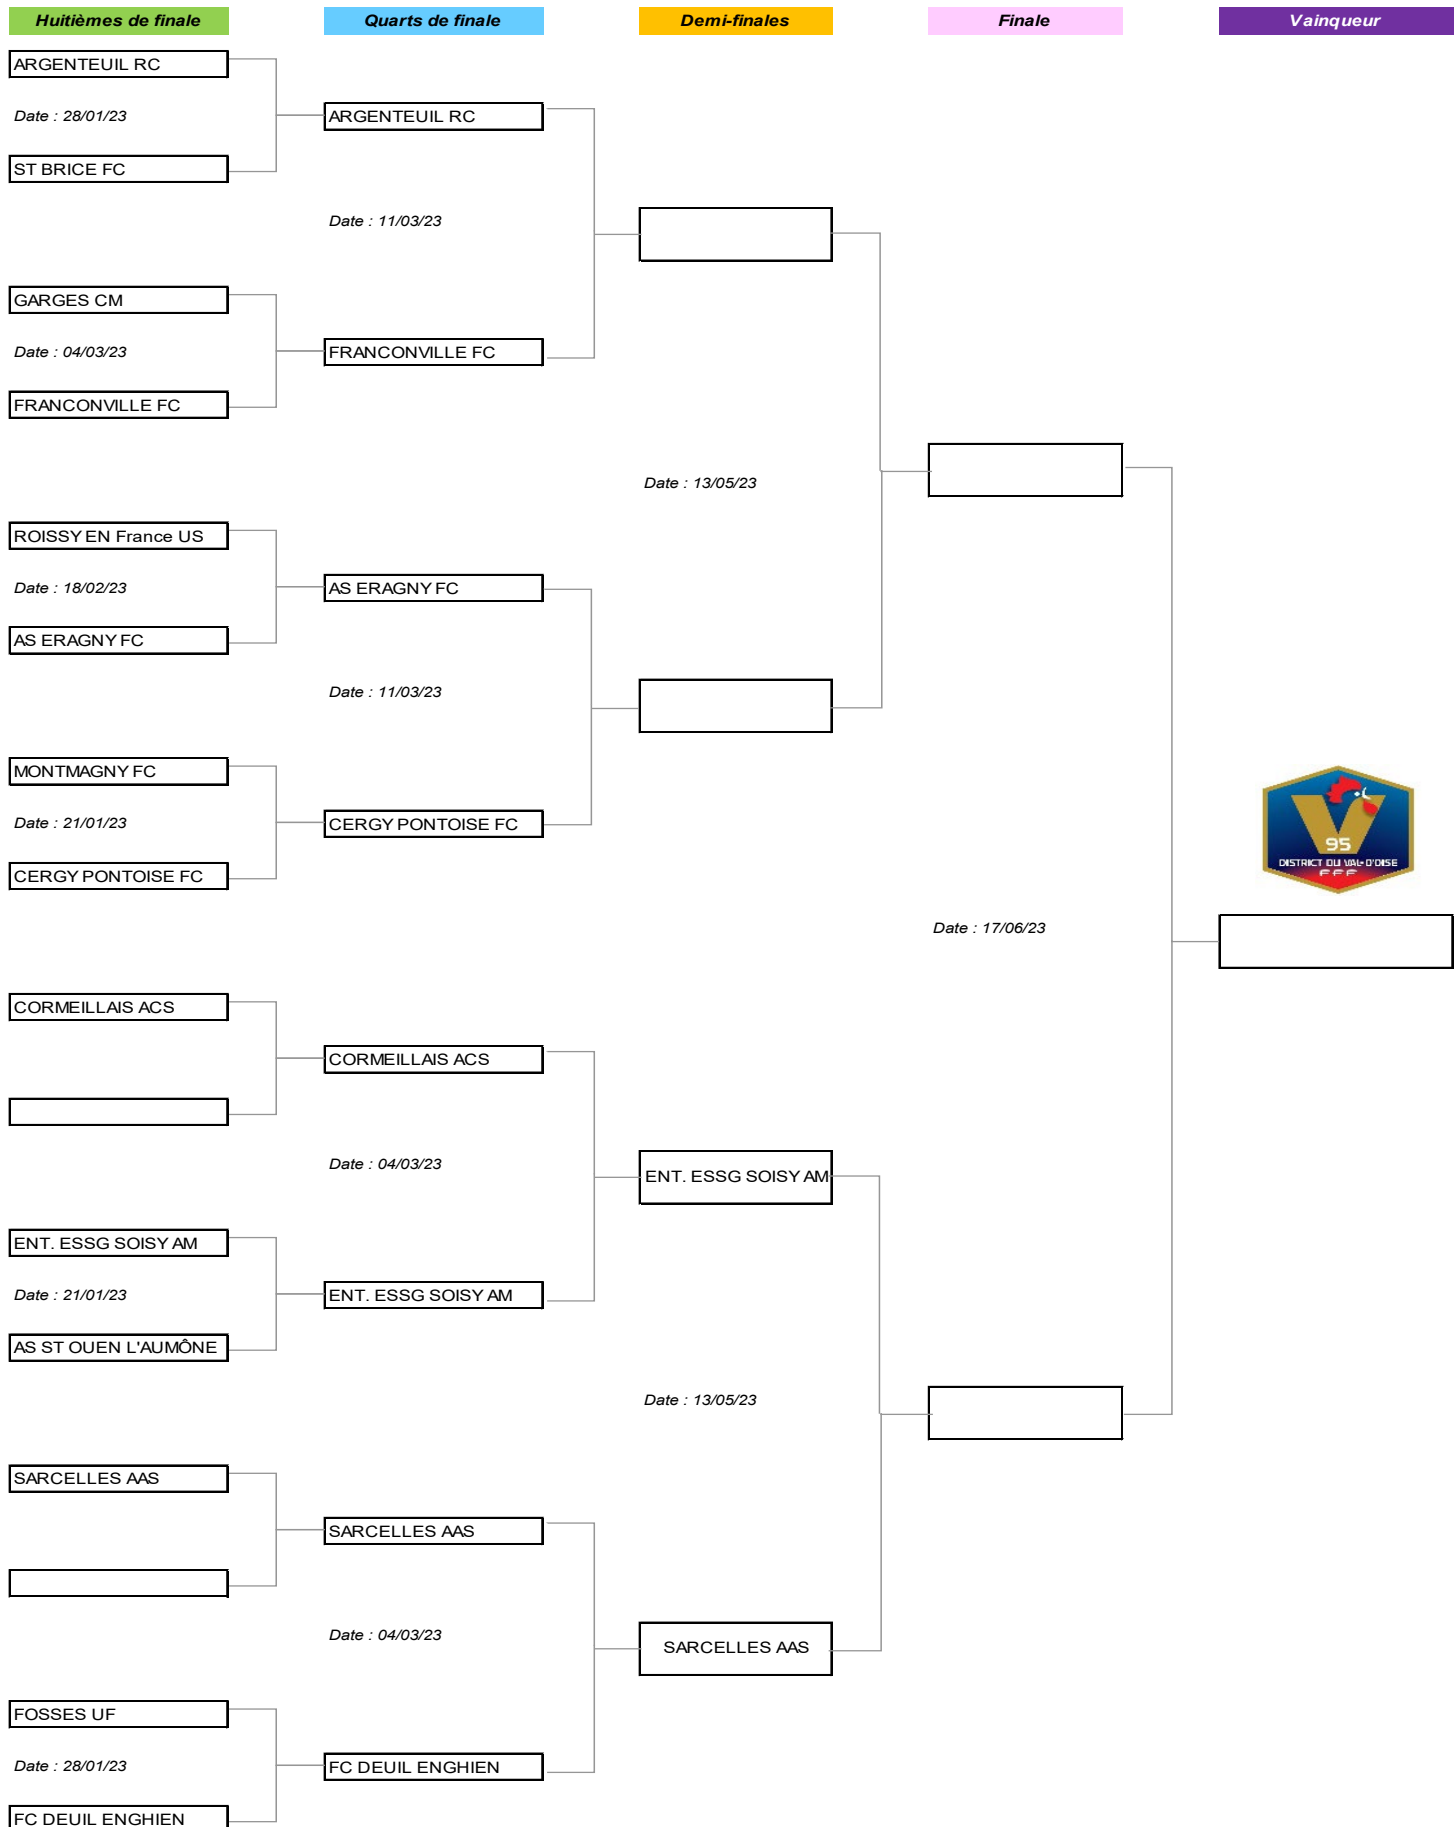 Huitièmes de finale
Quarts de finale
Demi-finales
Finale
Vainqueur
ARGENTEUIL RC
Date : 28/01/23
ARGENTEUIL RC
ST BRICE FC
Date : 11/03/23
GARGES CM
Date : 04/03/23
FRANCONVILLE FC
FRANCONVILLE FC
Date : 13/05/23
ROISSY EN France US
Date : 18/02/23
AS ERAGNY FC
AS ERAGNY FC
Date : 11/03/23
MONTMAGNY FC
Date : 21/01/23
CERGY PONTOISE FC
CERGY PONTOISE FC
V
95
DISTRICT DU VAL-D'OISE
FFF
Date : 17/06/23
CORMEILLAIS ACS
CORMEILLAIS ACS
Date : 04/03/23
ENT. ESSG SOISY AM
ENT. ESSG SOISY AM
Date : 21/01/23
ENT. ESSG SOISY AM
AS ST OUEN L'AUMÔNE
Date : 13/05/23
SARCELLES AAS
SARCELLES AAS
Date : 04/03/23
SARCELLES AAS
FOSSES UF
Date : 28/01/23
FC DEUIL ENGHIEN
FC DEUIL ENGHIEN